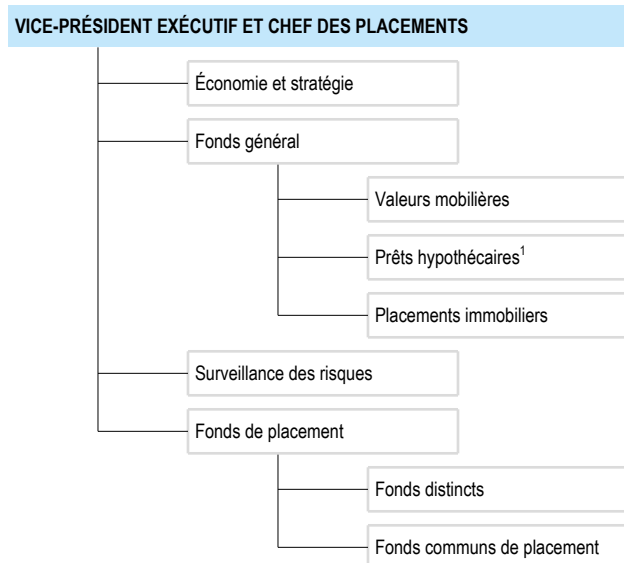 VICE-PRÉSIDENT EXÉCUTIF ET CHEF DES PLACEMENTS
Économie et stratégie
Fonds général
Valeurs mobilières
Prêts hypothécaires¹
Placements immobiliers
Surveillance des risques
Fonds de placement
Fonds distincts
Fonds communs de placement